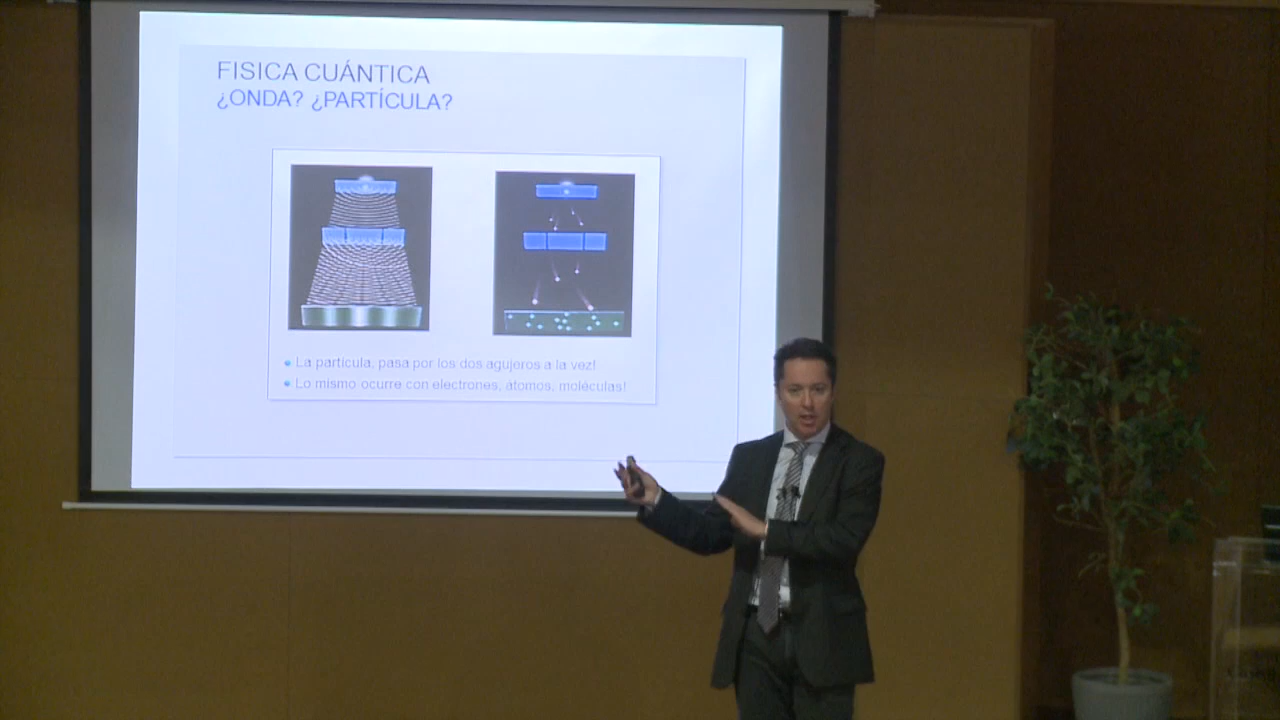 FISICA CUÁNTICA
¿ONDA? ¿PARTÍCULA?
La partícula, pasa por los dos agujeros a la vez!
Lo mismo ocurre con electrones, átomos, moléculas!